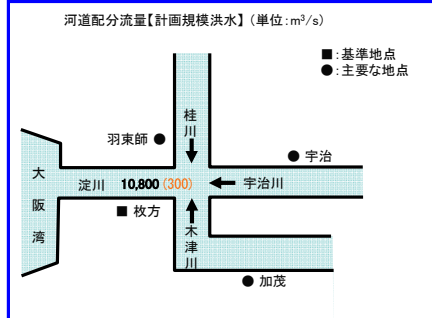 河道配分流量【計画規模洪水】(単位:m³/s)
■:基準地点
●:主要な地点
桂川
羽束師 ●
● 宇治
大阪湾
淀川 10,800 (300)
宇治川
■ 枚方
木津川
● 加茂